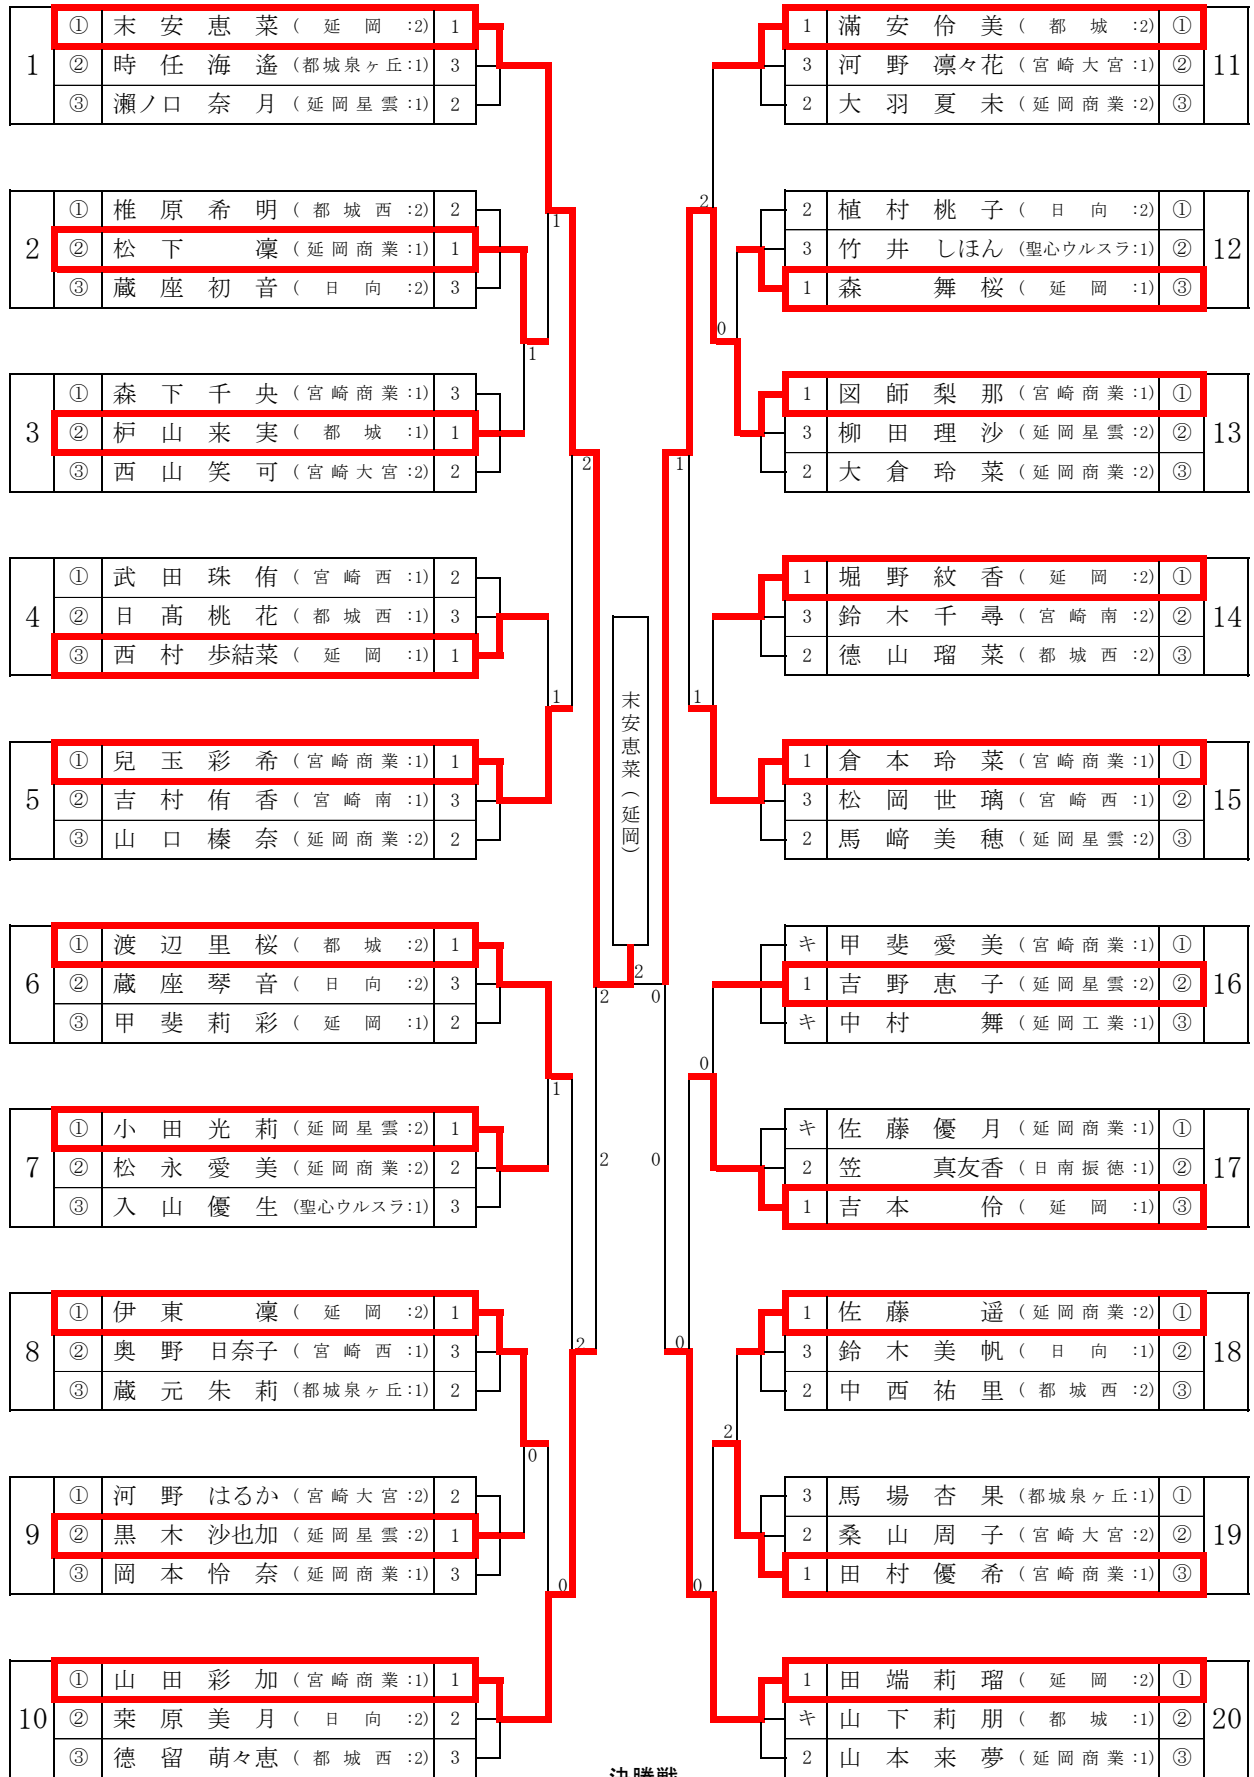 ① 末安恵菜 (延岡:2) 1
1 ② 時任海遙 (都城泉ヶ丘:1) 3
③ 瀬ノ口奈月 (延岡星雲:1) 2
① 椎原希明 (都城西:2) 2
2 ② 松下凜 (延岡商業:1) 1
③ 蔵座初音 (日向:2) 3
① 森下千央 (宮崎商業:1) 3
3 ② 枦山来実 (都城:1) 1
③ 西山笑可 (宮崎大宮:2) 2
① 武田珠侑 (宮崎西:1) 2
4 ② 日髙桃花 (都城西:1) 3
③ 西村歩結菜 (延岡:1) 1
① 兒玉彩希 (宮崎商業:1) 1
5 ② 吉村侑香 (宮崎南:1) 3
③ 山口榛奈 (延岡商業:2) 2
① 渡辺里桜 (都城:2) 1
6 ② 蔵座琴音 (日向:2) 3
③ 甲斐莉彩 (延岡:1) 2
① 小田光莉 (延岡星雲:2) 1
7 ② 松永愛美 (延岡商業:2) 2
③ 入山優生 (聖心ウルスラ:1) 3
① 伊東凜 (延岡:2) 1
8 ② 奥野日奈子 (宮崎西:1) 3
③ 蔵元朱莉 (都城泉ヶ丘:1) 2
① 河野はるか (宮崎大宮:2) 2
9 ② 黒木沙也加 (延岡星雲:2) 1
③ 岡本怜奈 (延岡商業:1) 3
① 山田彩加 (宮崎商業:1) 1
10 ② 桒原美月 (日向:2) 2
③ 德留萌々恵 (都城西:2) 3
1
1
2
1
1
0
2
0
2
2
末安恵菜(延岡)
2
0
0
2
0
1
1
0
0
2
0
1 滿安伶美 (都城:2) ①
3 河野凛々花 (宮崎大宮:1) ② 11
2 大羽夏未 (延岡商業:2) ③
2 植村桃子 (日向:2) ①
3 竹井しほん (聖心ウルスラ:1) ② 12
1 森舞桜 (延岡:1) ③
1 図師梨那 (宮崎商業:1) ①
3 柳田理沙 (延岡星雲:2) ② 13
2 大倉玲菜 (延岡商業:2) ③
1 堀野紋香 (延岡:2) ①
3 鈴木千尋 (宮崎南:2) ② 14
2 德山瑠菜 (都城西:2) ③
1 倉本玲菜 (宮崎商業:1) ①
3 松岡世璃 (宮崎西:1) ② 15
2 馬﨑美穂 (延岡星雲:2) ③
キ 甲斐愛美 (宮崎商業:1) ①
1 吉野恵子 (延岡星雲:2) ② 16
キ 中村舞 (延岡工業:1) ③
キ 佐藤優月 (延岡商業:1) ①
2 笠真友香 (日南振徳:1) ② 17
1 吉本伶 (延岡:1) ③
1 佐藤遥 (延岡商業:2) ①
3 鈴木美帆 (日向:1) ② 18
2 中西祐里 (都城西:2) ③
3 馬場杏果 (都城泉ヶ丘:1) ①
2 桑山周子 (宮崎大宮:2) ② 19
1 田村優希 (宮崎商業:1) ③
1 田端莉瑠 (延岡:2) ①
キ 山下莉朋 (都城:1) ② 20
2 山本来夢 (延岡商業:1) ③
決勝戦